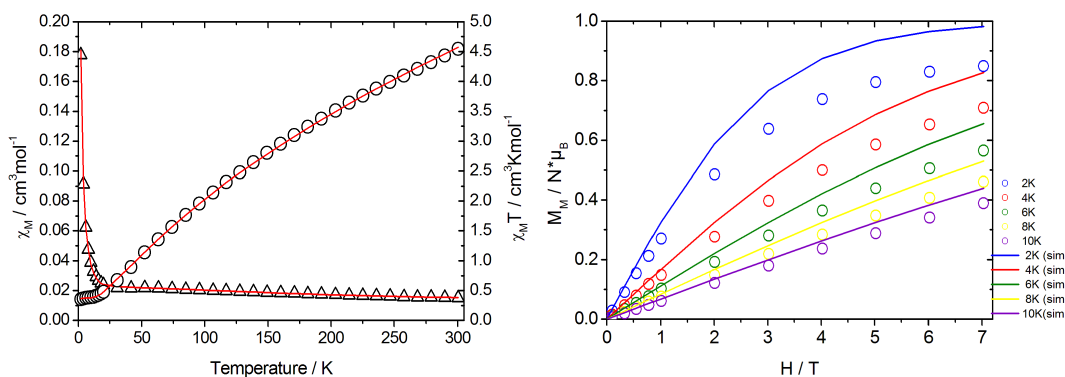 0.20
0.18
0.16
0.14
0.12
0.10
0.08
0.06
0.04
0.02
0.00
χM / cm³mol⁻¹
0 50 100 150 200 250 300
Temperature / K
5.0
4.5
4.0
3.5
3.0
2.5
2.0
1.5
1.0
0.5
0.0
χMT / cm³Kmol⁻¹
1.0
0.8
0.6
0.4
0.2
0.0
MM / N*μB
0 1 2 3 4 5 6 7
H / T
2K
4K
6K
8K
10K
2K (sim
4K (sim
6K (sim
8K (sim
10K(sim